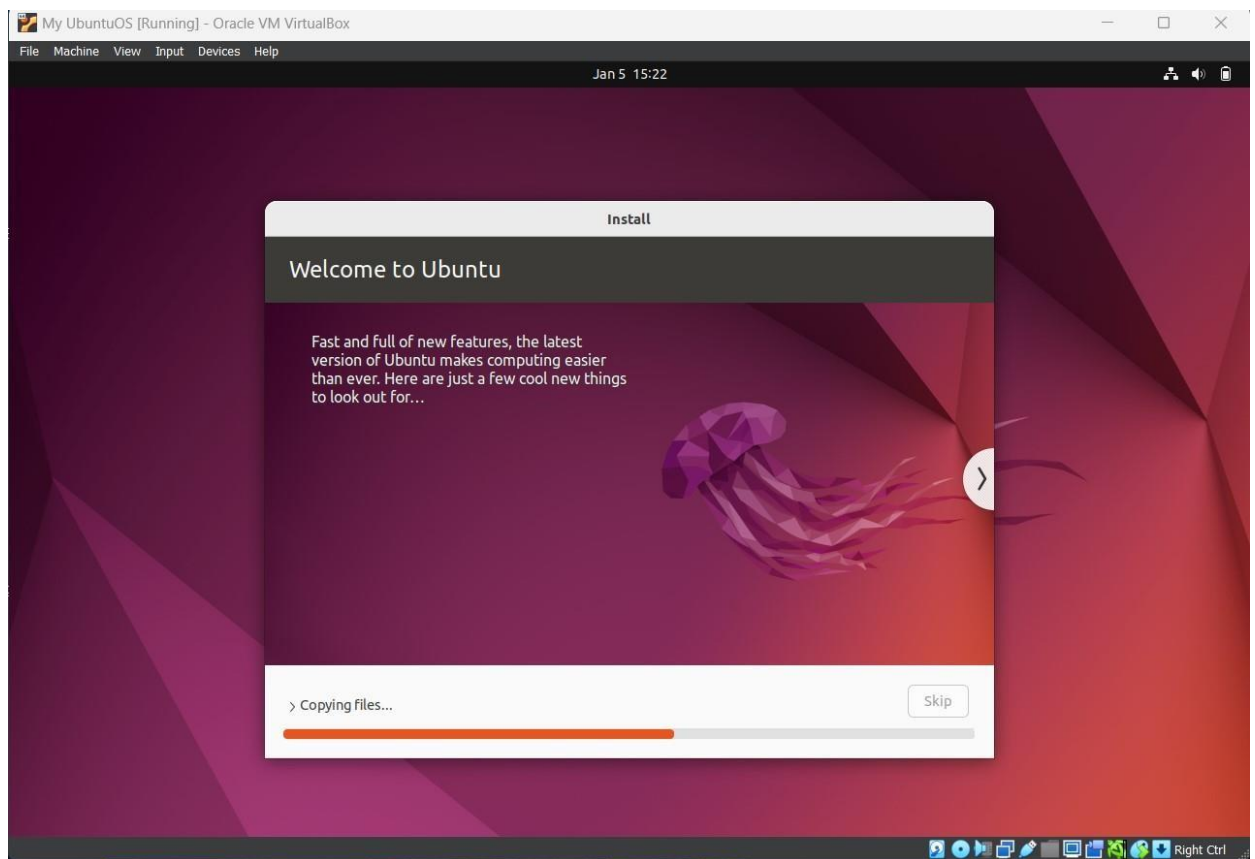 My UbuntuOS [Running] - Oracle VM VirtualBox
File Machine View Input Devices Help
Jan 5 15:22
Install
Welcome to Ubuntu
Fast and full of new features, the latest
version of Ubuntu makes computing easier
than ever. Here are just a few cool new things
to look out for...
Copying files...
Skip
Right Ctrl